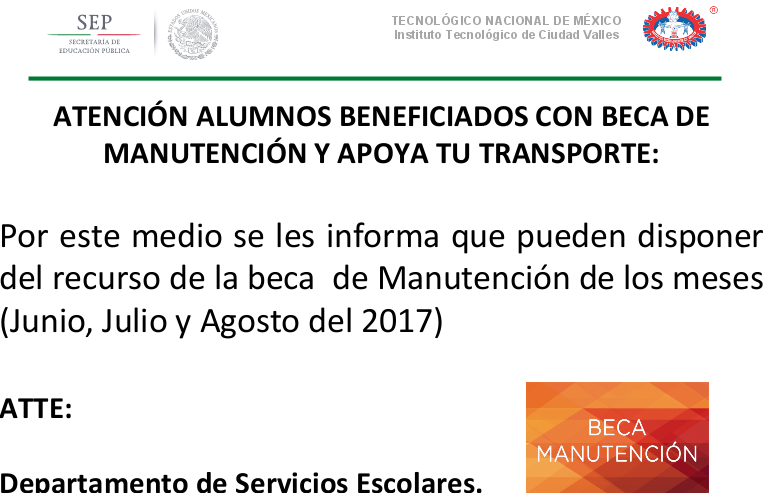 SEP
SECRETARÍA DE
EDUCACIÓN PÚBLICA
TECNOLÓGICO NACIONAL DE MÉXICO
Instituto Tecnológico de Ciudad Valles
®
ATENCIÓN ALUMNOS BENEFICIADOS CON BECA DE
MANUTENCIÓN Y APOYA TU TRANSPORTE:
Por este medio se les informa que pueden disponer
del recurso de la beca de Manutención de los meses
(Junio, Julio y Agosto del 2017)
ATTE:
BECA
MANUTENCIÓN
Departamento de Servicios Escolares.